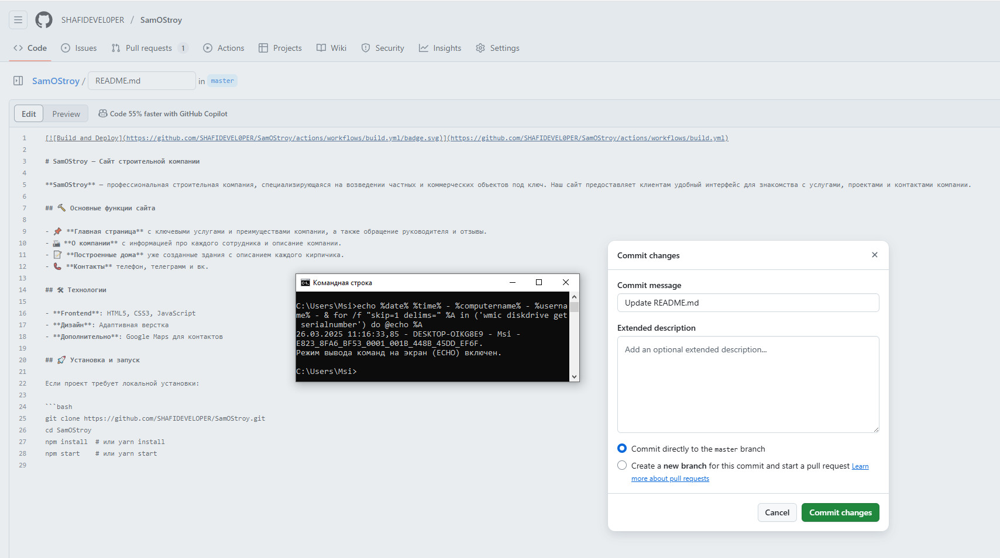 SHAFIDEVEL0PER / SamOStroy
Code Issues Pull requests 1 Actions Projects Wiki Security Insights Settings
SamOStroy / README.md in master
Edit Preview Code 55% faster with GitHub Copilot
1 [![Build and Deploy](https://github.com/SHAFIDEVEL0PER/SamOStroy/actions/workflows/build.yml/badge.svg)](https://github.com/SHAFIDEVEL0PER/SamOStroy/actions/workflows/build.yml)
2
3 # SamOStroy — Сайт строительной компании
4
5 **SamOStroy** — профессиональная строительная компания, специализирующаяся на возведении частных и коммерческих объектов под ключ. Наш сайт предоставляет клиентам удобный интерфейс для знакомства с услугами, проектами и контактами компании.
6
7 ## 🔨 Основные функции сайта
8
9 - 📌 **Главная страница** с ключевыми услугами и преимуществами компании, а также обращение руководителя и отзывы.
10 - **О компании** с информацией про каждого сотрудника и описание компании.
11 - 📝 **Построенные дома** уже созданные здания с описанием каждого кирпичика.
12 - 📞 **Контакты** телефон, телеграмм и вк.
13
14 ## 🛠 Технологии
15
16 - **Frontend**: HTML5, CSS3, JavaScript
17 - **Дизайн**: Адаптивная верстка
18 - **Дополнительно**: Google Maps для контактов
19
20 ## 🚀 Установка и запуск
21
22 Если проект требует локальной установки:
23
24 ```bash
25 git clone https://github.com/SHAFIDEVELOPER/SamOStroy.git
26 cd SamOStroy
27 npm install # или yarn install
28 npm start # или yarn start
29
Командная строка
C:\Users\Msi>echo %date% %time% - %computername% - %userna
me% - & for /f "skip=1 delims=" %A in ('wmic diskdrive get
serialnumber') do @echo %A
26.03.2025 11:16:33,85 - DESKTOP-OIKG8E9 - Msi -
E823_8FA6_BF53_0001_001B_448B_45DD_EF6F.
Режим вывода команд на экран (ECHO) включен.
C:\Users\Msi>
Commit changes
Commit message
Update README.md
Extended description
Add an optional extended description...
Commit directly to the master branch
Create a new branch for this commit and start a pull request Learn
more about pull requests
Cancel Commit changes